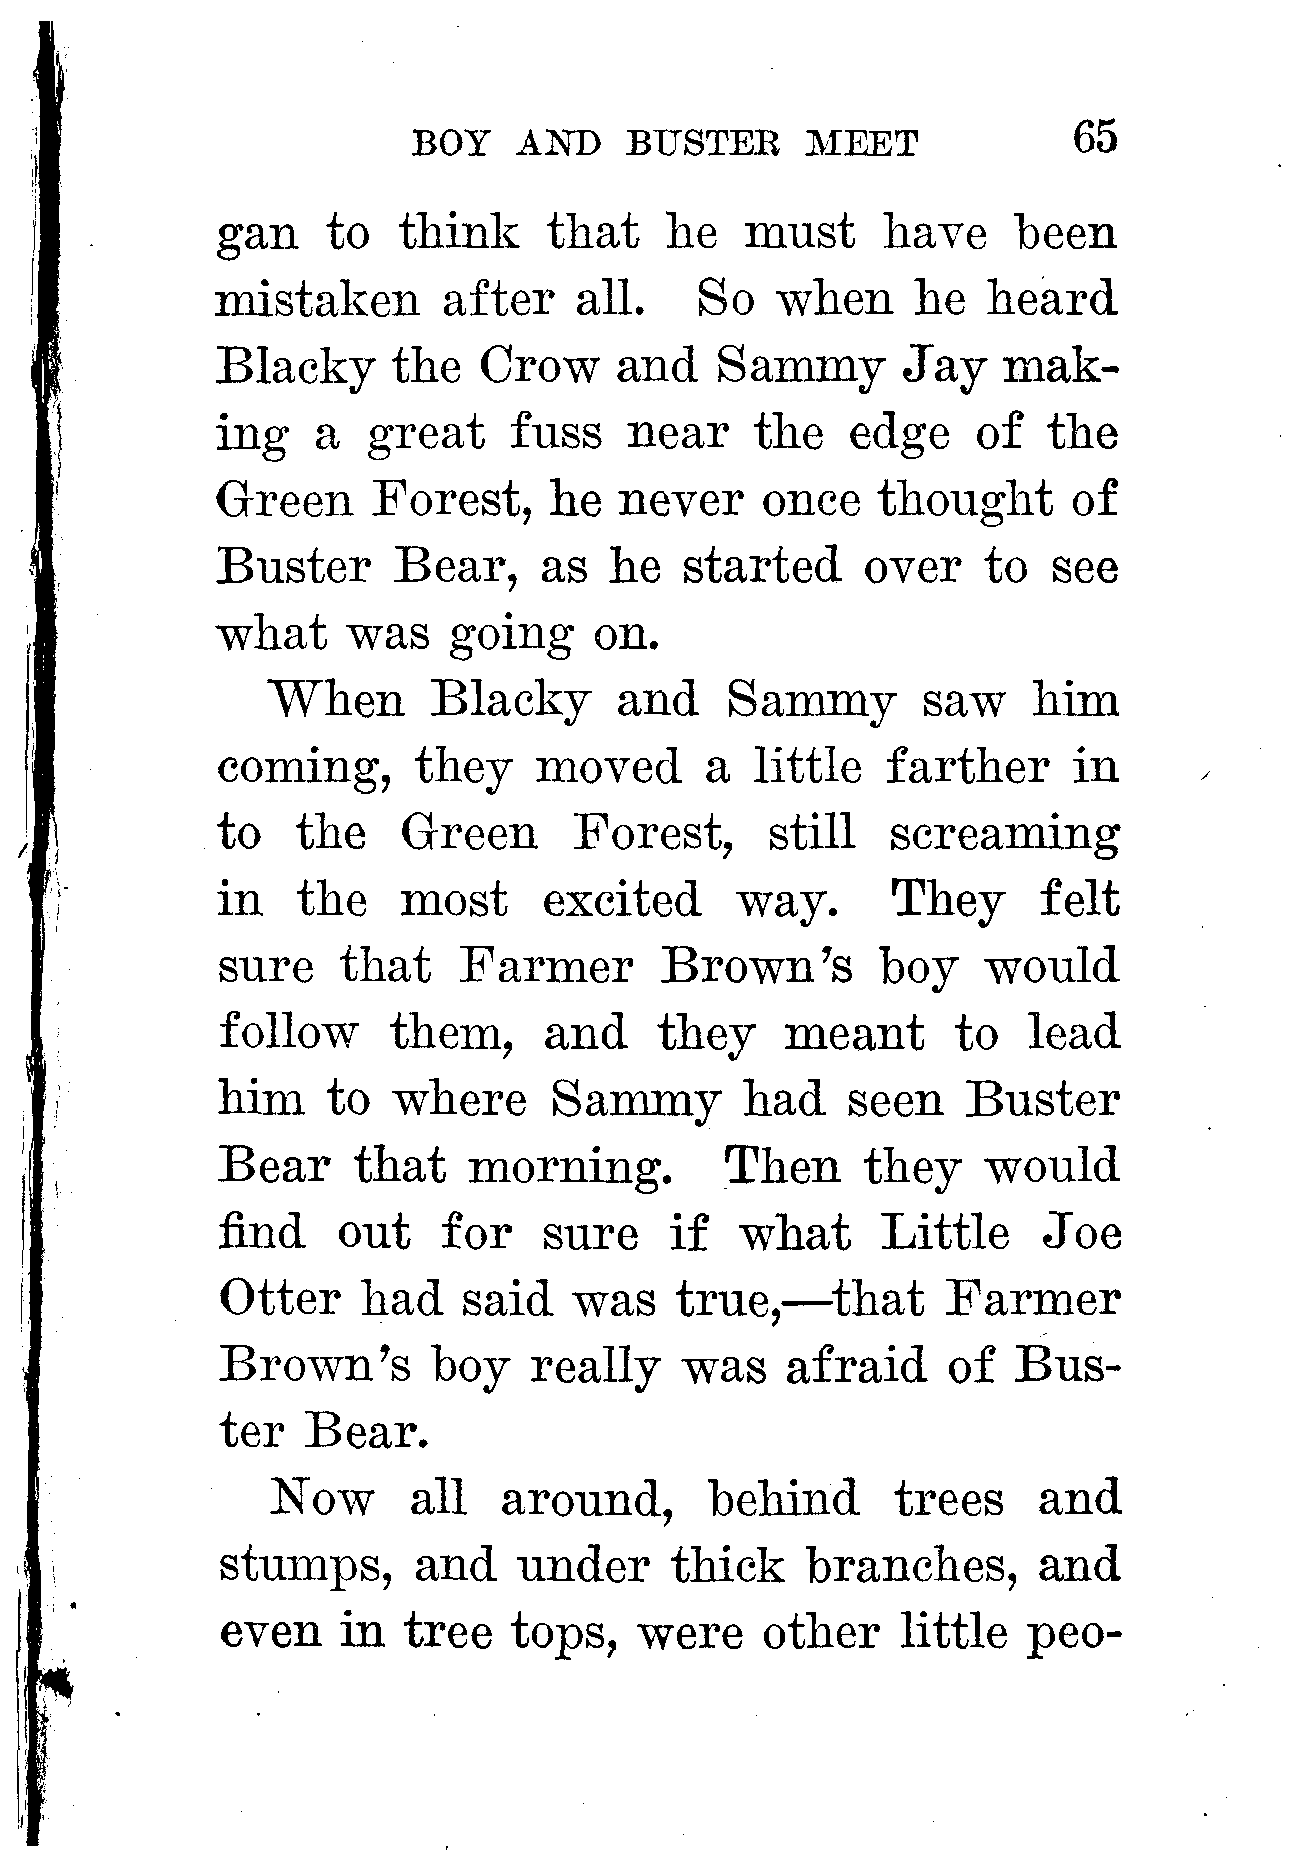 BOY AND BUSTER MEET 65
gan to think that he must have been
mistaken after all. So when he heard
Blacky the Crow and Sammy Jay mak-
ing a great fuss near the edge of the
Green Forest, he never once thought of
Buster Bear, as he started over to see
what was going on.
When Blacky and Sammy saw him
coming, they moved a little farther in
to the Green Forest, still screaming
in the most excited way. They felt
sure that Farmer Brown's boy would
follow them, and they meant to lead
him to where Sammy had seen Buster
Bear that morning. Then they would
find out for sure if what Little Joe
Otter had said was true,—that Farmer
Brown's boy really was afraid of Bus-
ter Bear.
Now all around, behind trees and
stumps, and under thick branches, and
even in tree tops, were other little peo-